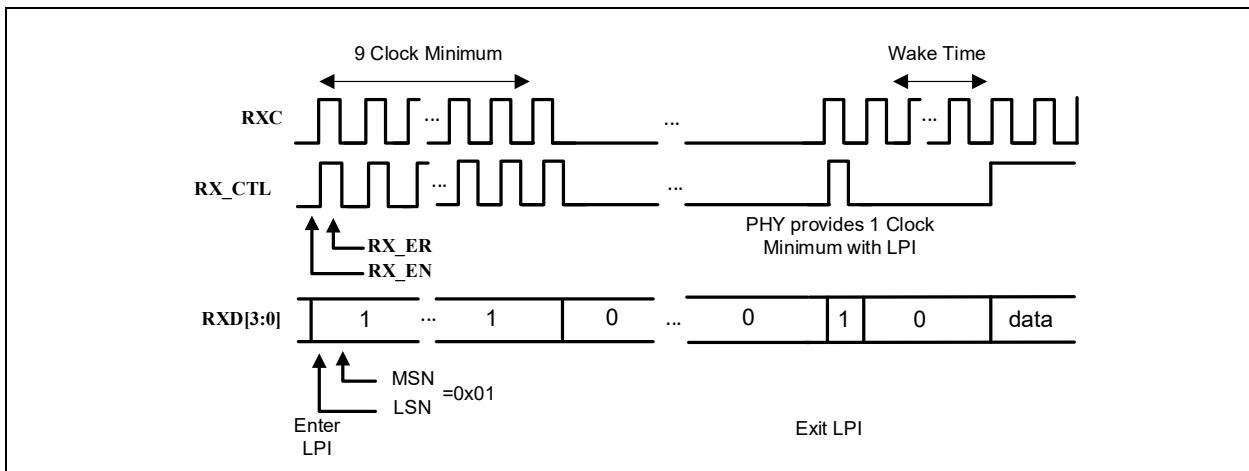 9 Clock Minimum
Wake Time
RXC
...
...
...
RX_CTL
...
...
PHY provides 1 Clock
Minimum with LPI
RX_ER
RX_EN
RXD[3:0]
1 ... 1 0 ... 0 1 0 data
MSN
=0x01
LSN
Enter
LPI
Exit LPI